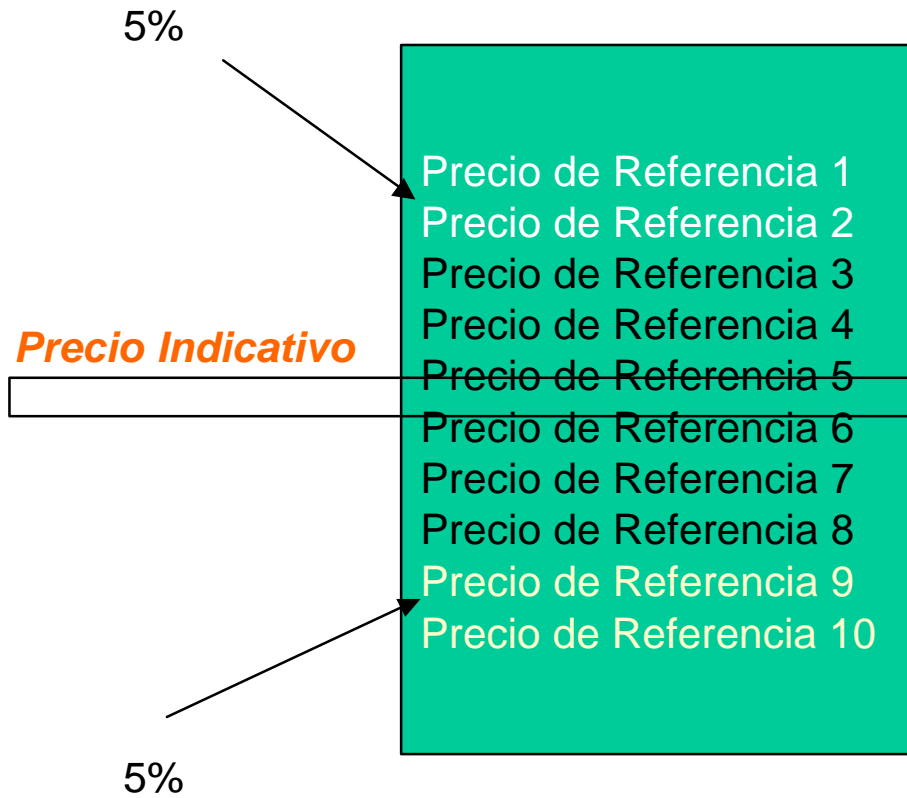 5%
Precio de Referencia 1
Precio de Referencia 2
Precio de Referencia 3
Precio de Referencia 4
Precio Indicativo
Precio de Referencia 5
Precio de Referencia 6
Precio de Referencia 7
Precio de Referencia 8
Precio de Referencia 9
Precio de Referencia 10
5%